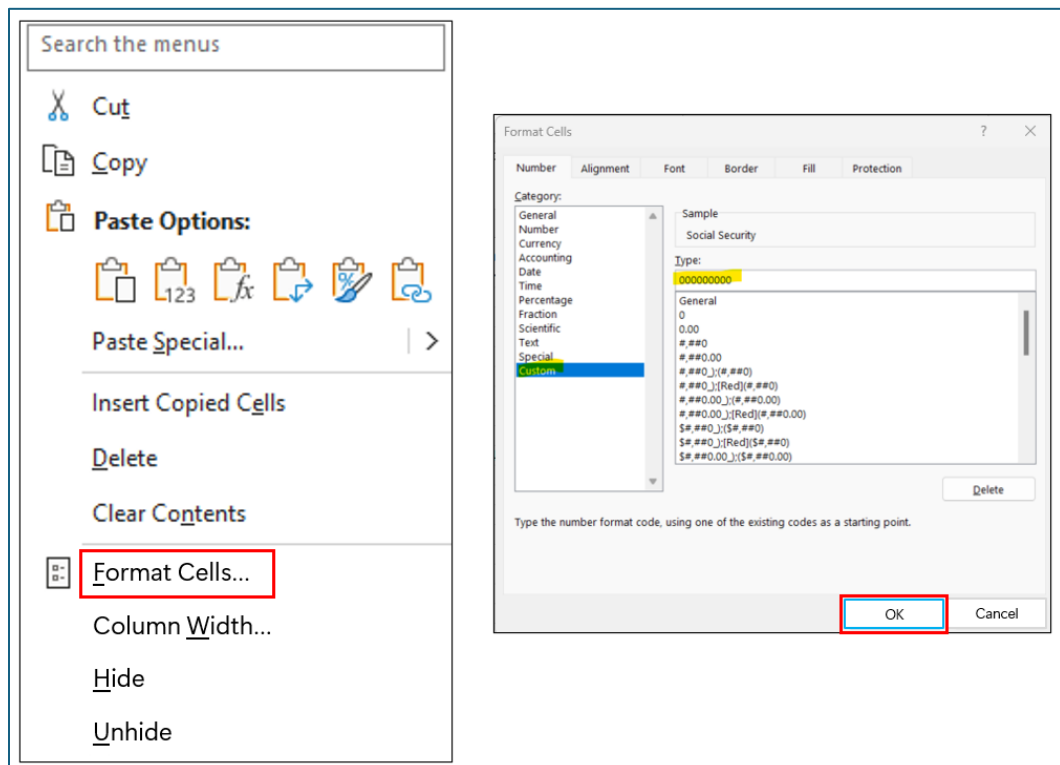 Search the menus
Cut
Copy
Paste Options:
123 fx %
Paste Special...
Insert Copied Cells
Delete
Clear Contents
Format Cells...
Column Width...
Hide
Unhide
Format Cells ?
Number Alignment Font Border Fill Protection
Category:
General
Number
Currency
Accounting
Date
Time
Percentage
Fraction
Scientific
Text
Special
Custom
Sample
Social Security
Type:
000000000
General
0
0.00
#,##0
#,##0.00
#,##0_);(#,##0)
#,##0_);[Red](#,##0)
#,##0.00_);(#,##0.00)
#,##0.00_);[Red](#,##0.00)
$#,##0_);($#,##0)
$#,##0_);[Red]($#,##0)
$#,##0.00_);($#,##0.00)
Delete
Type the number format code, using one of the existing codes as a starting point.
OK Cancel